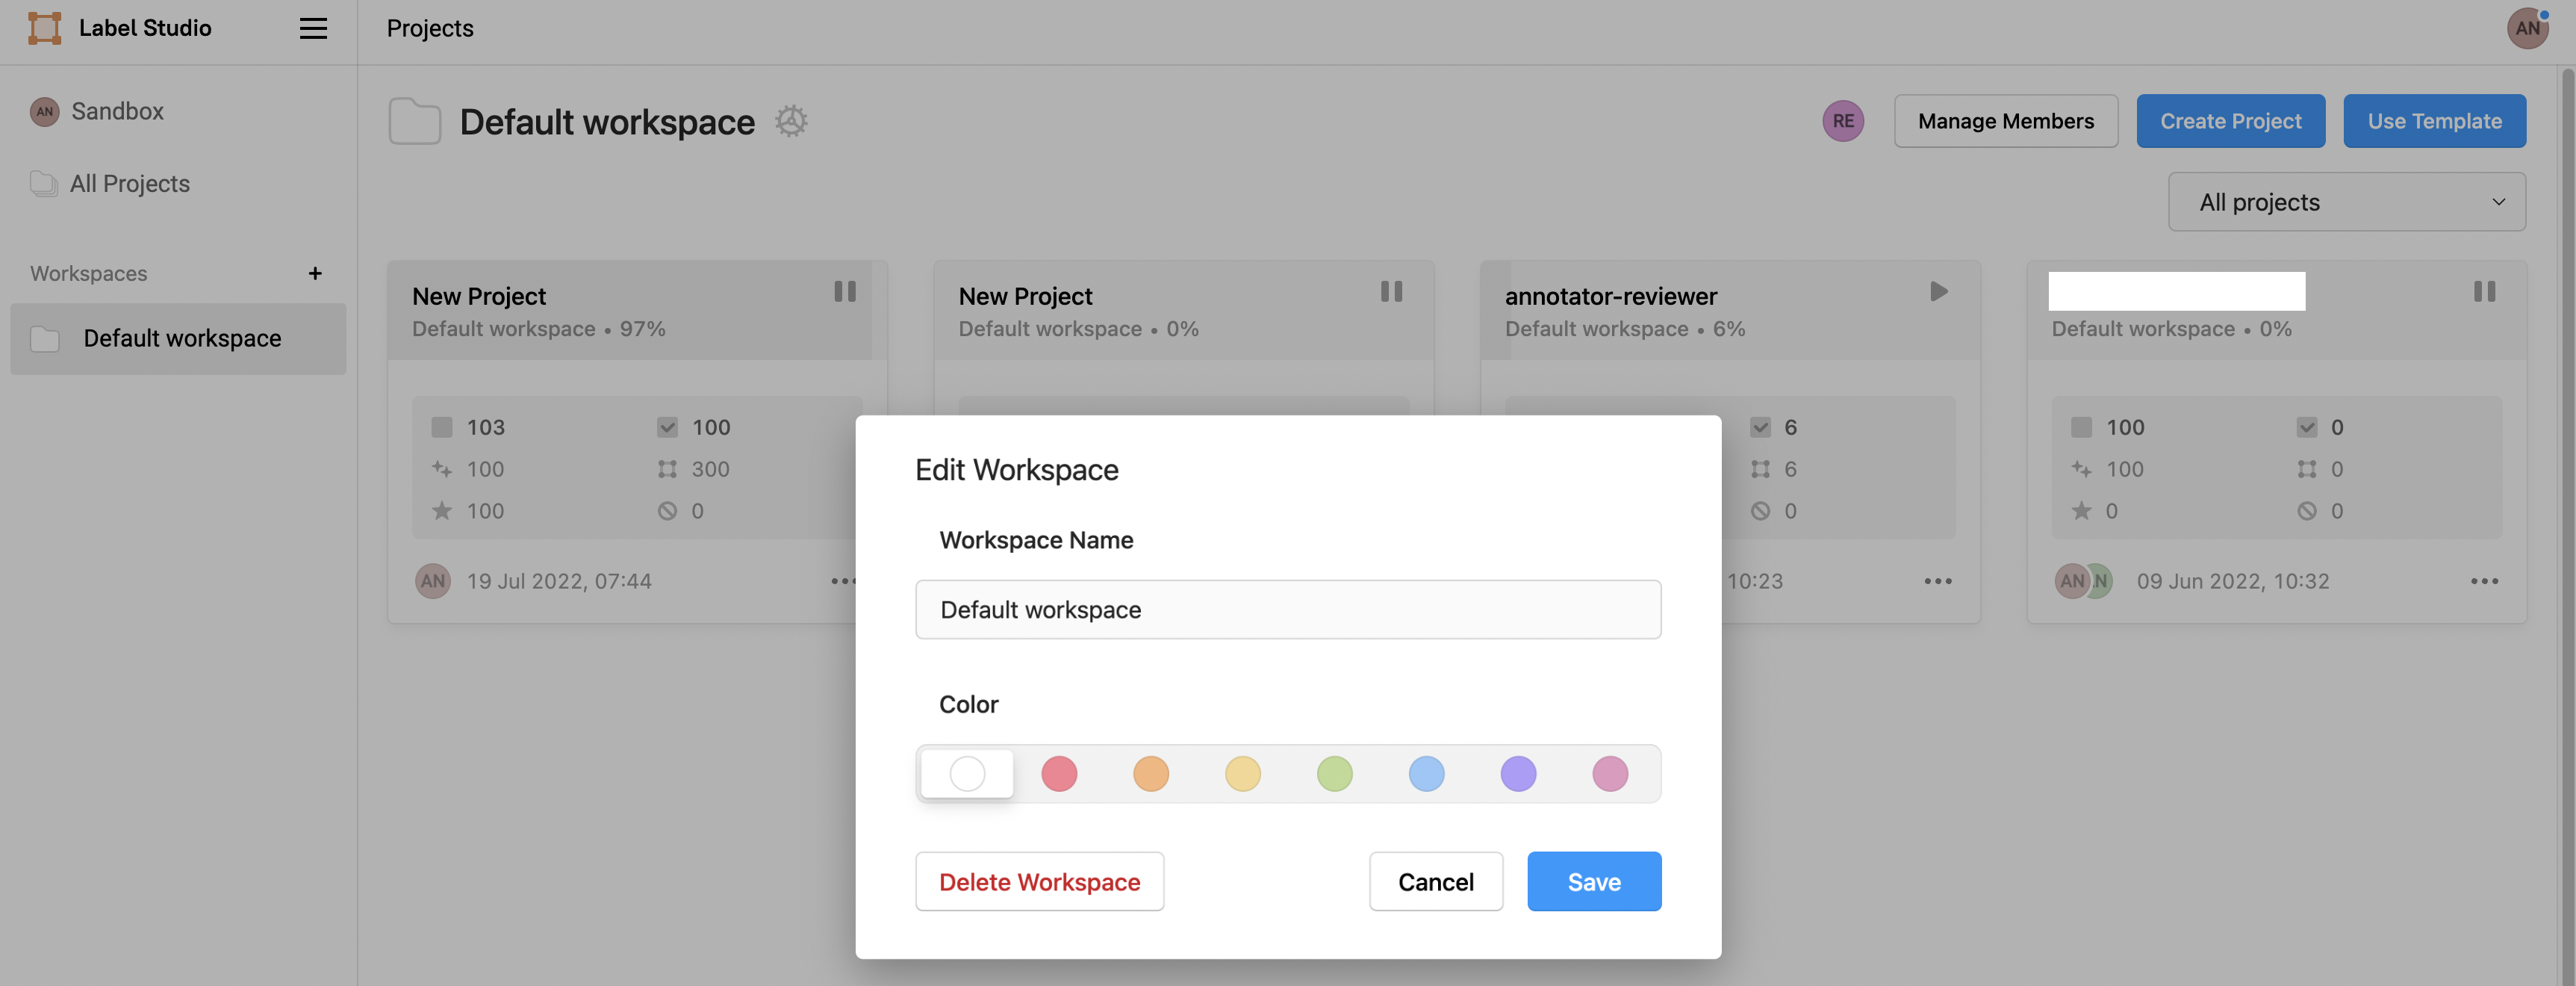 Label Studio
Projects
AN
AN Sandbox
All Projects
Workspaces +
Default workspace
Default workspace
RE
Manage Members
Create Project
Use Template
All projects
New Project
Default workspace • 97%
103 100
100 300
100 0
AN 19 Jul 2022, 07:44
New Project
Default workspace • 0%
annotator-reviewer
Default workspace • 6%
6
6
0
10:23
Default workspace • 0%
100 0
100 0
0 0
AN N 09 Jun 2022, 10:32
Edit Workspace
Workspace Name
Default workspace
Color
Delete Workspace
Cancel
Save